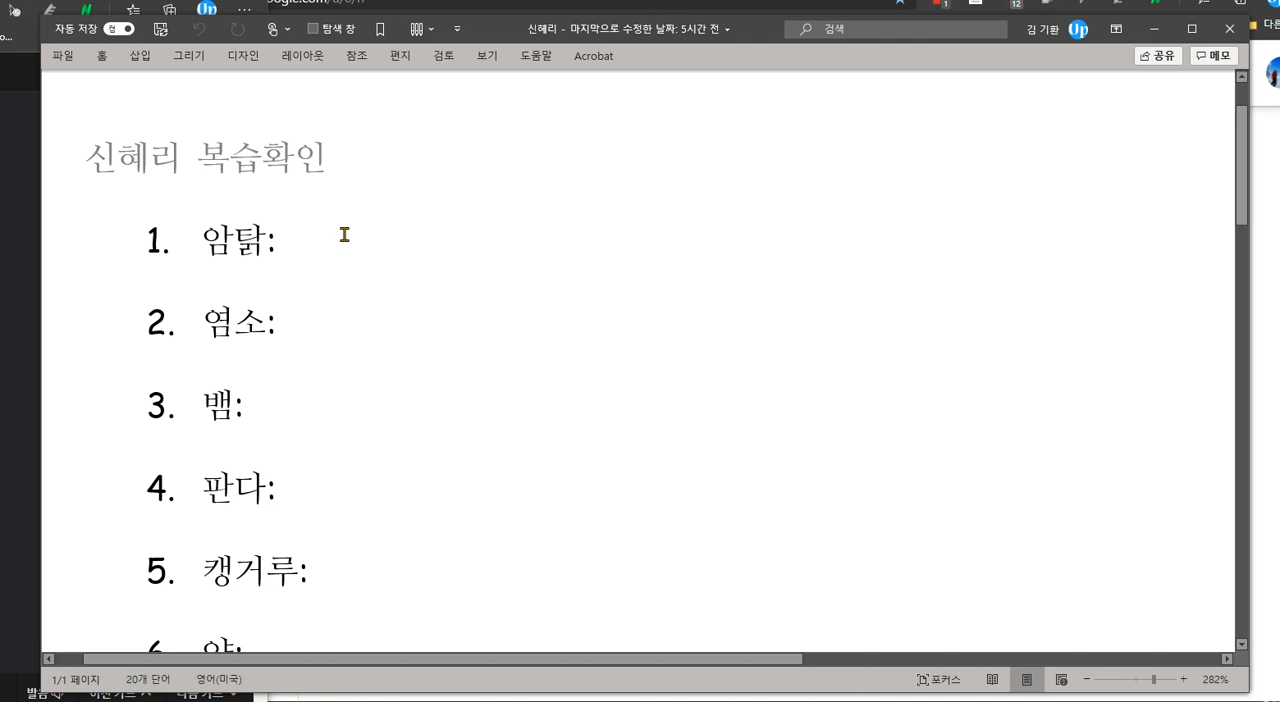 자동 저장 컴 탐색 창 신혜리 - 마지막으로 수정한 날짜: 5시간 전 검색 김 기환 Up
파일 홈 삽입 그리기 디자인 레이아웃 참조 편지 검토 보기 도움말 Acrobat 공유 메모
신혜리 복습확인
1. 암탉:
2. 염소:
3. 뱀:
4. 판다:
5. 캥거루:
1/1 페이지 20개 단어 영어(미국) 포커스 282%